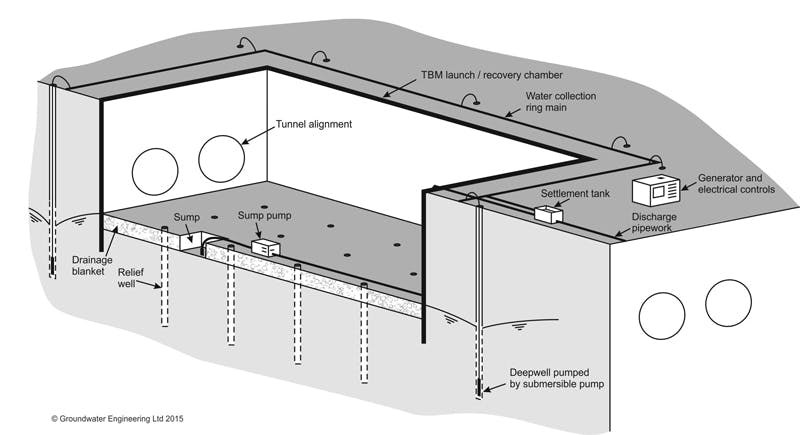 TBM launch / recovery chamber
Water collection
ring main
Tunnel alignment
Generator and
electrical controls
Settlement tank
Discharge
pipework
Sump
Sump pump
Drainage
blanket
Relief
well
Deepwell pumped
by submersible pump
© Groundwater Engineering Ltd 2015